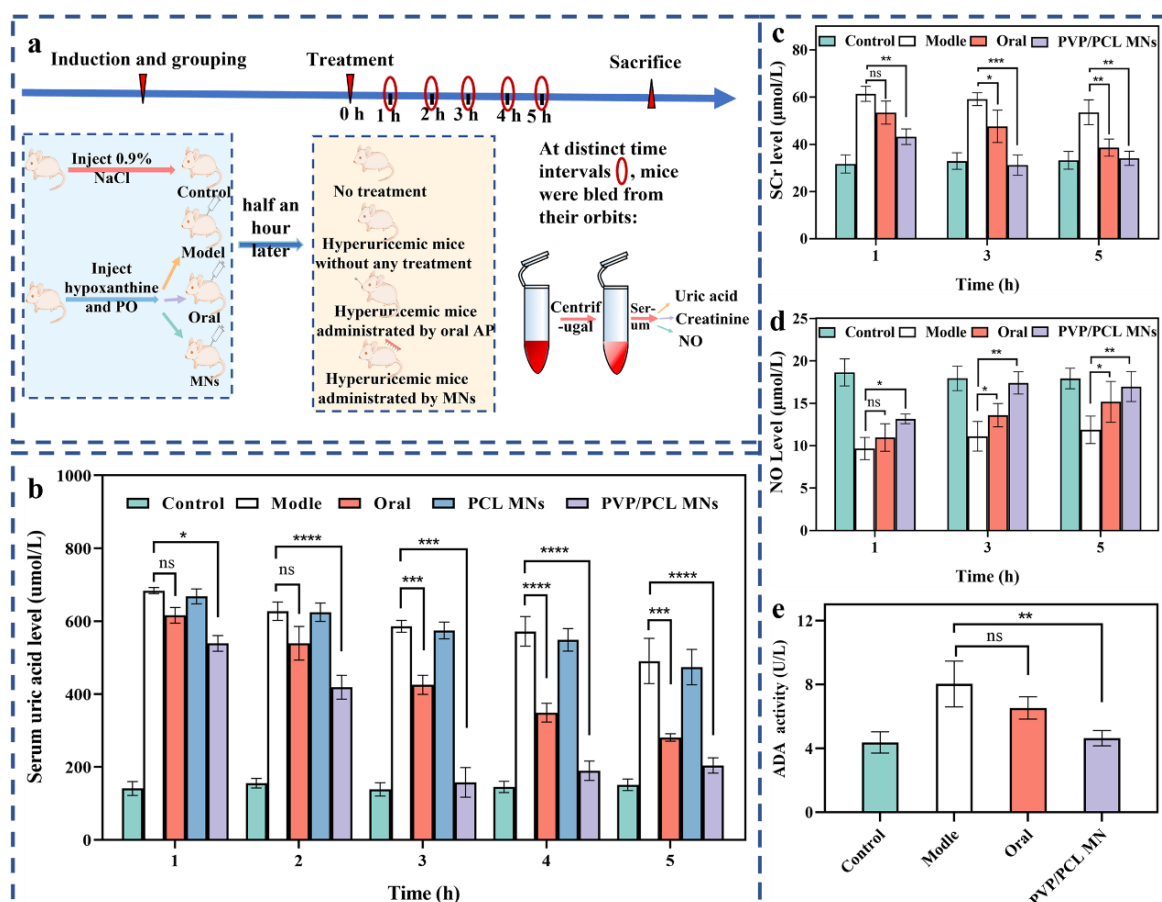 a
Induction and grouping
Treatment
Sacrifice
0 h
1 h
2 h
3 h
4 h
5 h
Inject 0.9%
NaCl
Control
Model
Inject
hypoxanthine
and PO
Oral
MNs
half an
hour
later
No treatment
Hyperuricemic mice
without any treatment
Hyperuricemic mice
administrated by oral AP
Hyperuricemic mice
administrated by MNs
At distinct time
intervals , mice
were bled from
their orbits:
Centrif
-ugal
Ser-
um
Uric acid
Creatinine
NO
b
Control
Modle
Oral
PCL MNs
PVP/PCL MNs
Serum uric acid level (umol/L)
1000
800
600
400
200
0
ns
*
ns
****
***
***
****
****
***
****
1
2
3
4
5
Time (h)
c
Control
Modle
Oral
PVP/PCL MNs
SCr level (μmol/L)
80
60
40
20
0
ns
**
*
***
**
**
1
3
5
Time (h)
d
Control
Modle
Oral
PVP/PCL MNs
NO Level (μmol/L)
25
20
15
10
5
0
ns
*
*
**
*
**
1
3
5
Time (h)
e
ADA activity (U/L)
12
8
4
0
ns
**
Control
Modle
Oral
PVP/PCL MN